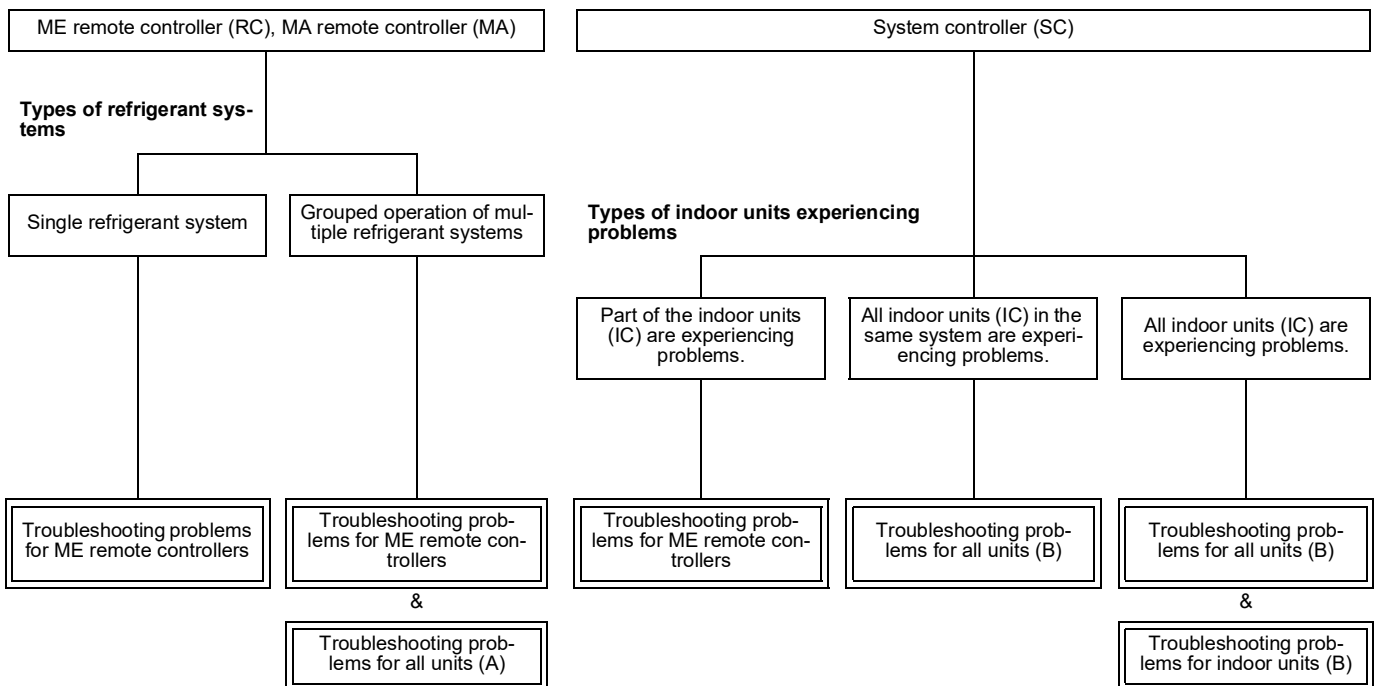 ME remote controller (RC), MA remote controller (MA)
System controller (SC)
Types of refrigerant sys-
tems
Single refrigerant system
Grouped operation of mul-
tiple refrigerant systems
Types of indoor units experiencing
problems
Part of the indoor units
(IC) are experiencing
problems.
All indoor units (IC) in the
same system are experi-
encing problems.
All indoor units (IC) are
experiencing problems.
Troubleshooting problems
for ME remote controllers
Troubleshooting prob-
lems for ME remote con-
trollers
&
Troubleshooting prob-
lems for all units (A)
Troubleshooting prob-
lems for ME remote con-
trollers
Troubleshooting prob-
lems for all units (B)
Troubleshooting prob-
lems for all units (B)
&
Troubleshooting prob-
lems for indoor units (B)